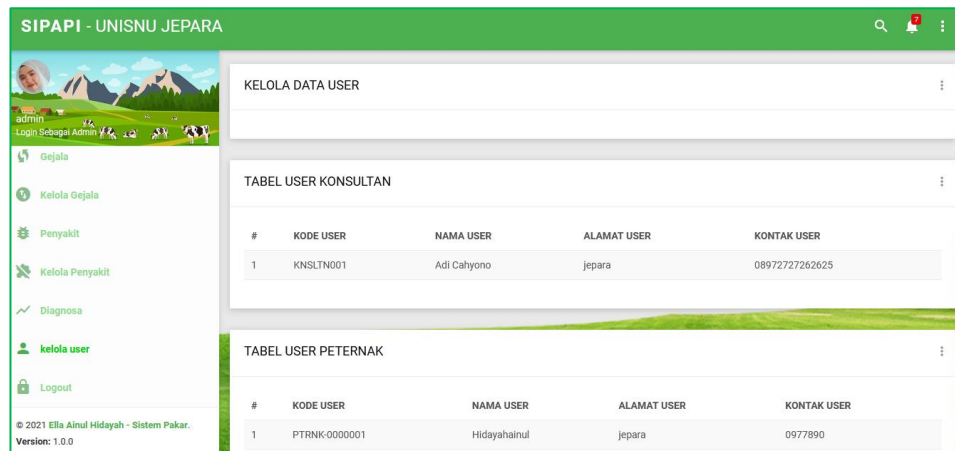 SIPAPI - UNISNU JEPARA
7
admin
Login Sebagai Admin
Gejala
Kelola Gejala
Penyakit
Kelola Penyakit
Diagnosa
kelola user
Logout
© 2021 Ella Ainul Hidayah - Sistem Pakar.
Version: 1.0.0
KELOLA DATA USER
TABEL USER KONSULTAN
# KODE USER NAMA USER ALAMAT USER KONTAK USER
1 KNSLTN001 Adi Cahyono jepara 08972727262625
TABEL USER PETERNAK
# KODE USER NAMA USER ALAMAT USER KONTAK USER
1 PTRNK-0000001 Hidayahainul jepara 0977890